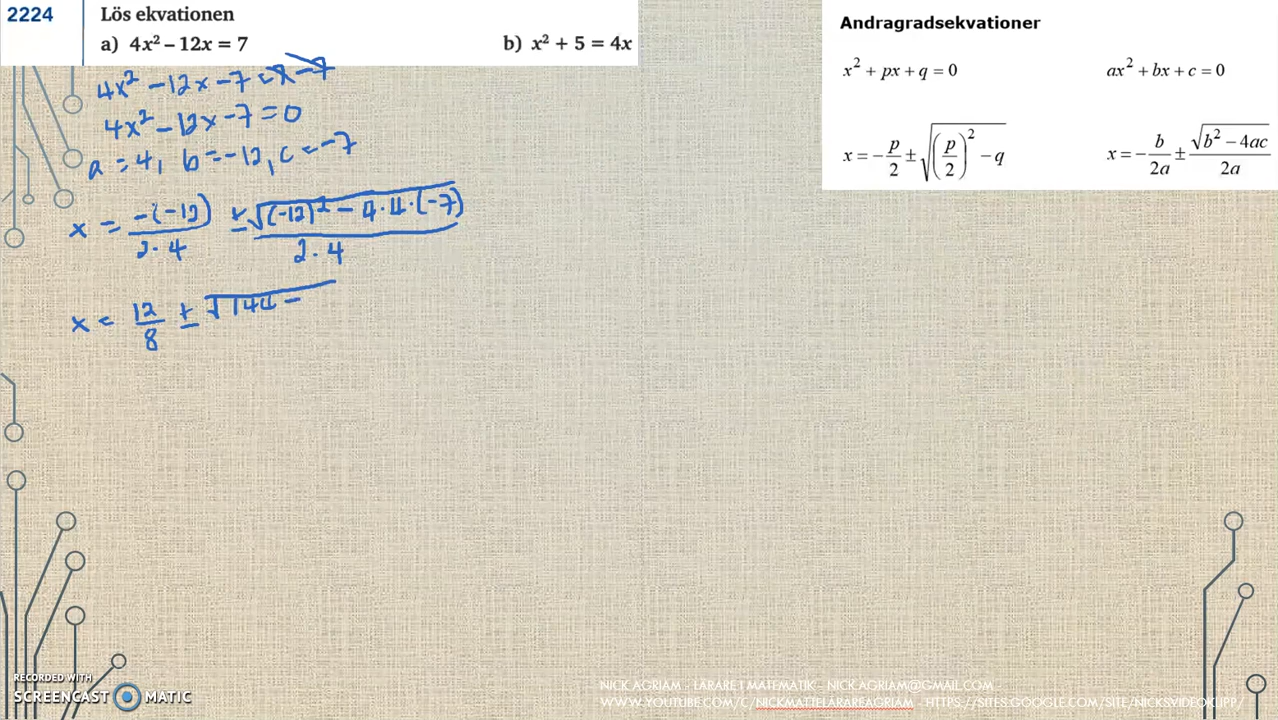 2224 Lös ekvationen
a) 4x² – 12x = 7
b) x² + 5 = 4x
4x² – 12x – 7 = 7 – 7
4x² – 12x – 7 = 0
a = 4, b = -12, c = -7
x = -(-12)/2·4 ± √((-12)² – 4·4·(-7))/2·4
x = 12/8 ± √144 –
Andragradsekvationer
x² + px + q = 0
ax² + bx + c = 0
x = -p/2 ± √((p/2)² – q)
x = -b/2a ± √(b² – 4ac)/2a
RECORDED WITH
SCREENCAST MATIC
NICK AGRIAM – LÄRARE I MATEMATIK – NICK.AGRIAM@GMAIL.COM
WWW.YOUTUBE.COM/C/NICKMATTELÄRAREAGRIAM - HTTPS://SITES.GOOGLE.COM/SITE/NICKSVIDEOKLIPP/